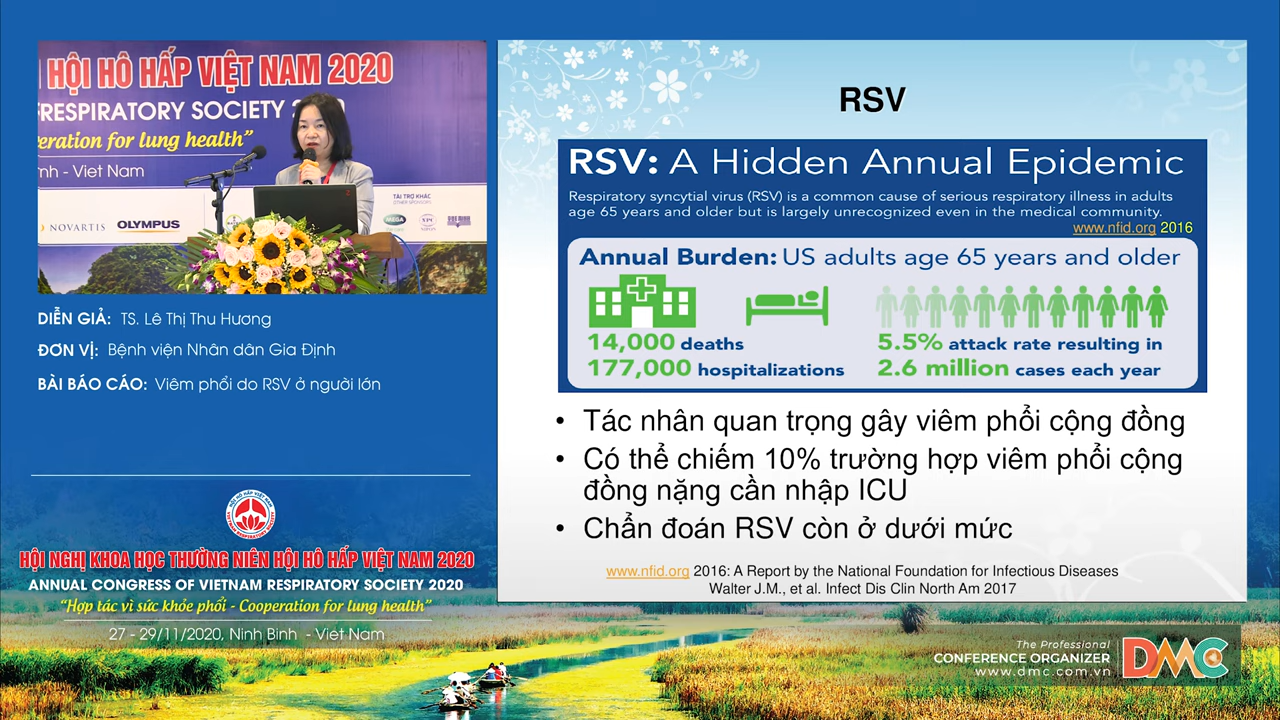 HỘI HÔ HẤP VIỆT NAM 2020
RESPIRATORY SOCIETY 2020
eration for lung health”
nh - Viet Nam
TÀI TRỢ KHÁC
OTHER SPONSORS
NOVARTIS
OLYMPUS
MEGA
DIỄN GIẢ: TS. Lê Thị Thu Hương
ĐƠN VỊ: Bệnh viện Nhân dân Gia Định
BÀI BÁO CÁO: Viêm phổi do RSV ở người lớn
HỘI NGHỊ KHOA HỌC THƯỜNG NIÊN HỘI HÔ HẤP VIỆT NAM 2020
ANNUAL CONGRESS OF VIETNAM RESPIRATORY SOCIETY 2020
“Hợp tác vì sức khỏe phổi - Cooperation for lung health”
27 - 29/11/2020, Ninh Binh - Viet Nam
RSV
RSV: A Hidden Annual Epidemic
Respiratory syncytial virus (RSV) is a common cause of serious respiratory illness in adults
age 65 years and older but is largely unrecognized even in the medical community.
www.nfid.org 2016
Annual Burden: US adults age 65 years and older
14,000 deaths
177,000 hospitalizations
5.5% attack rate resulting in
2.6 million cases each year
• Tác nhân quan trọng gây viêm phổi cộng đồng
• Có thể chiếm 10% trường hợp viêm phổi cộng
đồng nặng cần nhập ICU
• Chẩn đoán RSV còn ở dưới mức
www.nfid.org 2016: A Report by the National Foundation for Infectious Diseases
Walter J.M., et al. Infect Dis Clin North Am 2017
The Professional
CONFERENCE ORGANIZER
www.dmc.com.vn
DMC